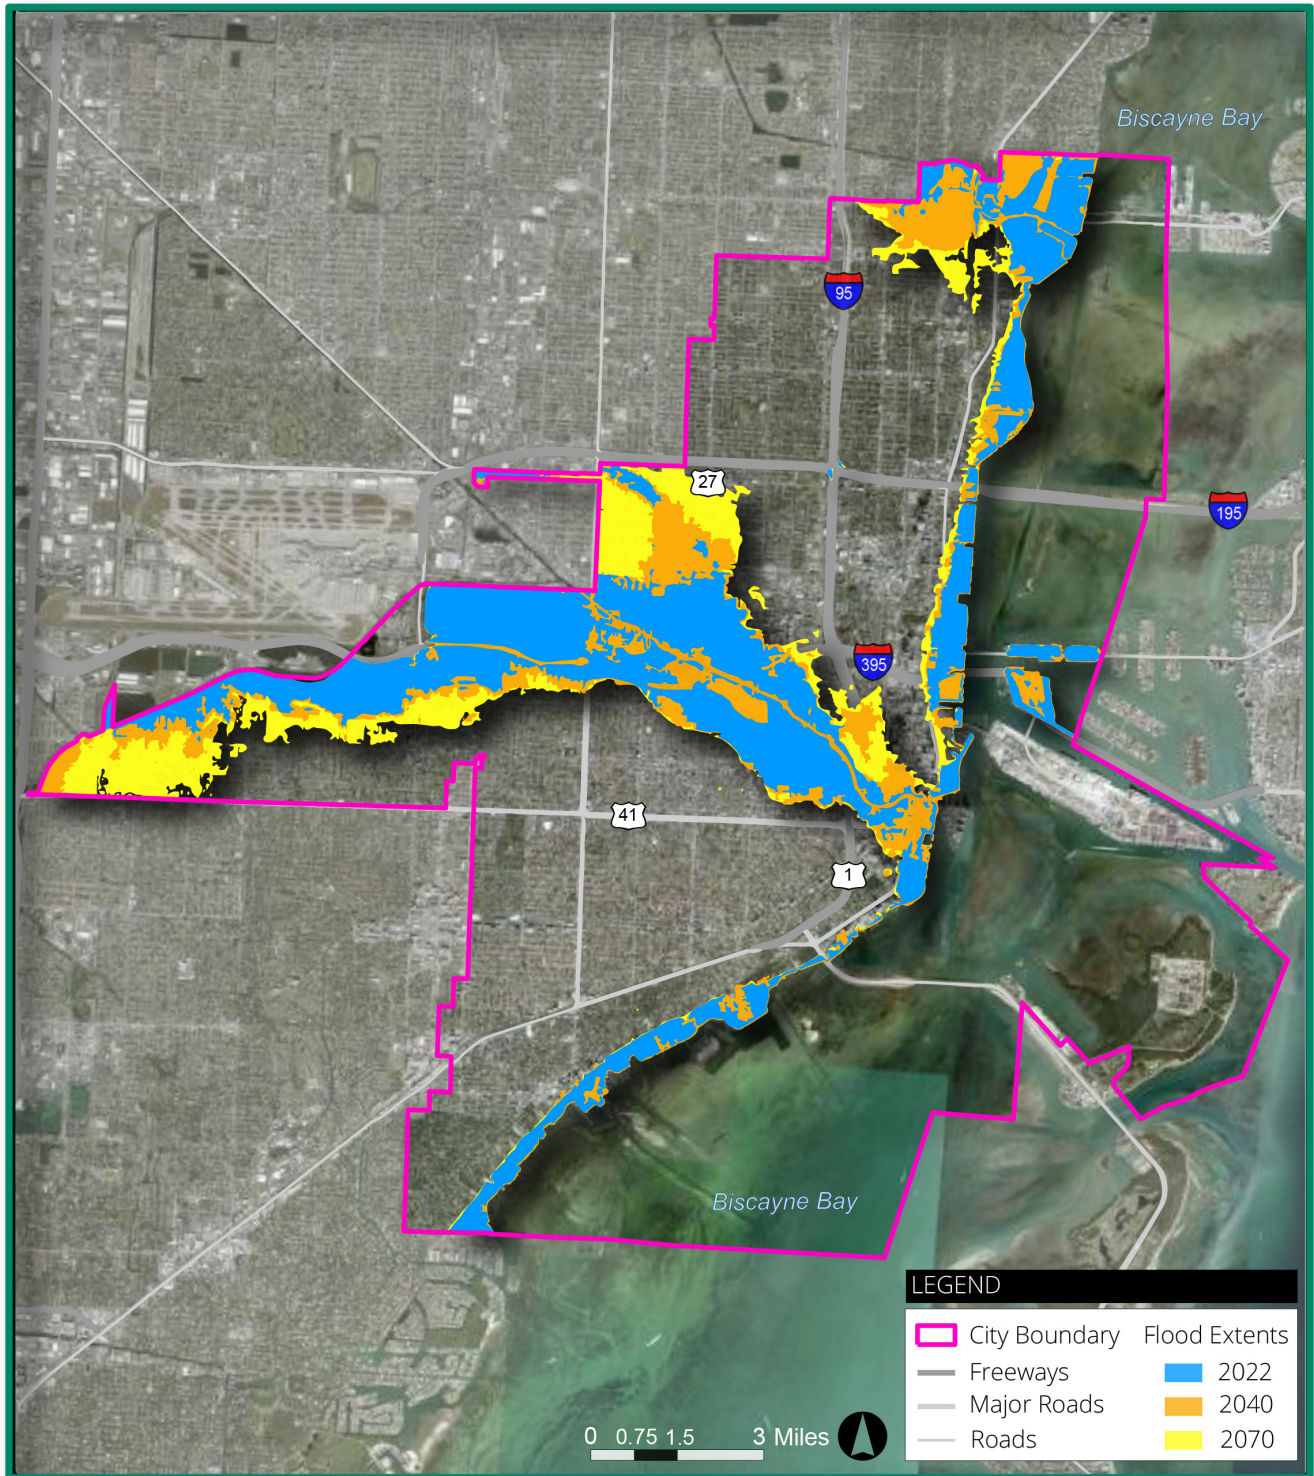 Biscayne Bay
95
27
195
395
41
1
Biscayne Bay
LEGEND
City Boundary
Freeways
Major Roads
Roads
Flood Extents
2022
2040
2070
0 0.75 1.5 3 Miles